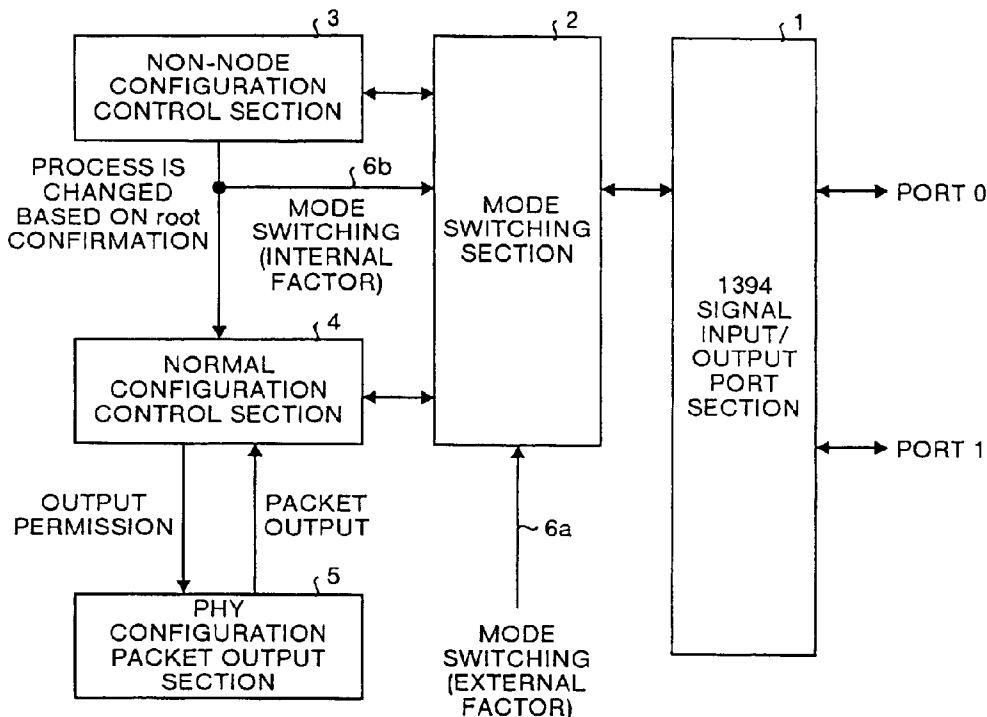 3
NON-NODE
CONFIGURATION
CONTROL SECTION
2
1
PROCESS IS
CHANGED
BASED ON root
CONFIRMATION
6b
MODE
SWITCHING
(INTERNAL
FACTOR)
MODE
SWITCHING
SECTION
PORT 0
1394
SIGNAL
INPUT/
OUTPUT
PORT
SECTION
4
NORMAL
CONFIGURATION
CONTROL SECTION
PORT 1
OUTPUT
PERMISSION
PACKET
OUTPUT
6a
5
PHY
CONFIGURATION
PACKET OUTPUT
SECTION
MODE
SWITCHING
(EXTERNAL
FACTOR)